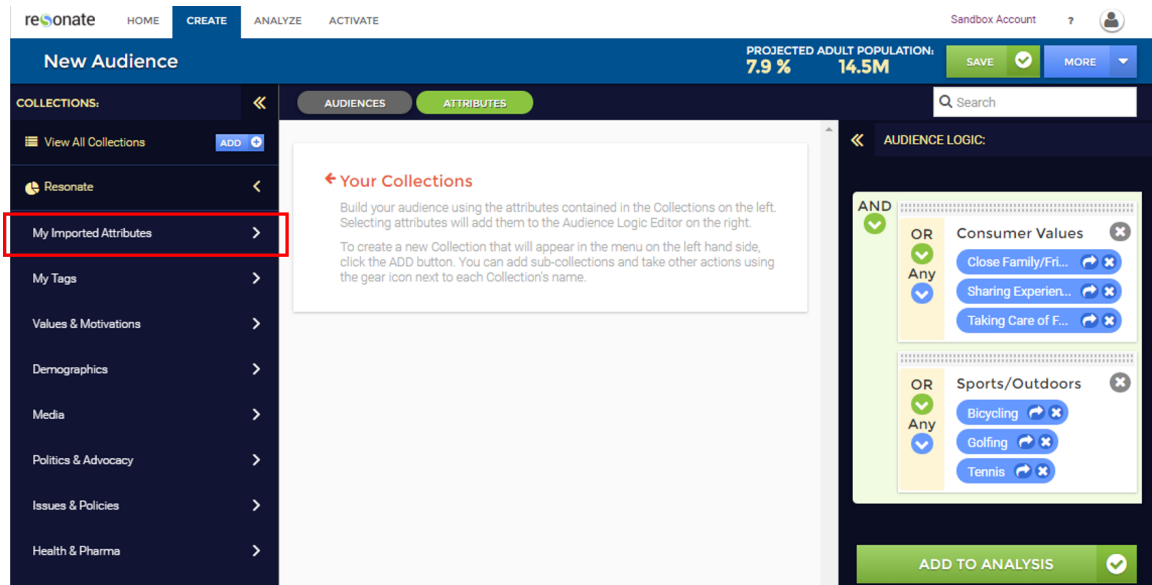 resonate HOME CREATE ANALYZE ACTIVATE Sandbox Account ?
New Audience
PROJECTED ADULT POPULATION:
7.9 % 14.5M
SAVE
MORE
COLLECTIONS:
AUDIENCES
ATTRIBUTES
Search
View All Collections
ADD
Resonate
My Imported Attributes
My Tags
Values & Motivations
Demographics
Media
Politics & Advocacy
Issues & Policies
Health & Pharma
Your Collections
Build your audience using the attributes contained in the Collections on the left.
Selecting attributes will add them to the Audience Logic Editor on the right.
To create a new Collection that will appear in the menu on the left hand side,
click the ADD button. You can add sub-collections and take other actions using
the gear icon next to each Collection's name.
AUDIENCE LOGIC:
AND
OR
Any
Consumer Values
Close Family/Fri...
Sharing Experien...
Taking Care of F...
OR
Any
Sports/Outdoors
Bicycling
Golfing
Tennis
ADD TO ANALYSIS